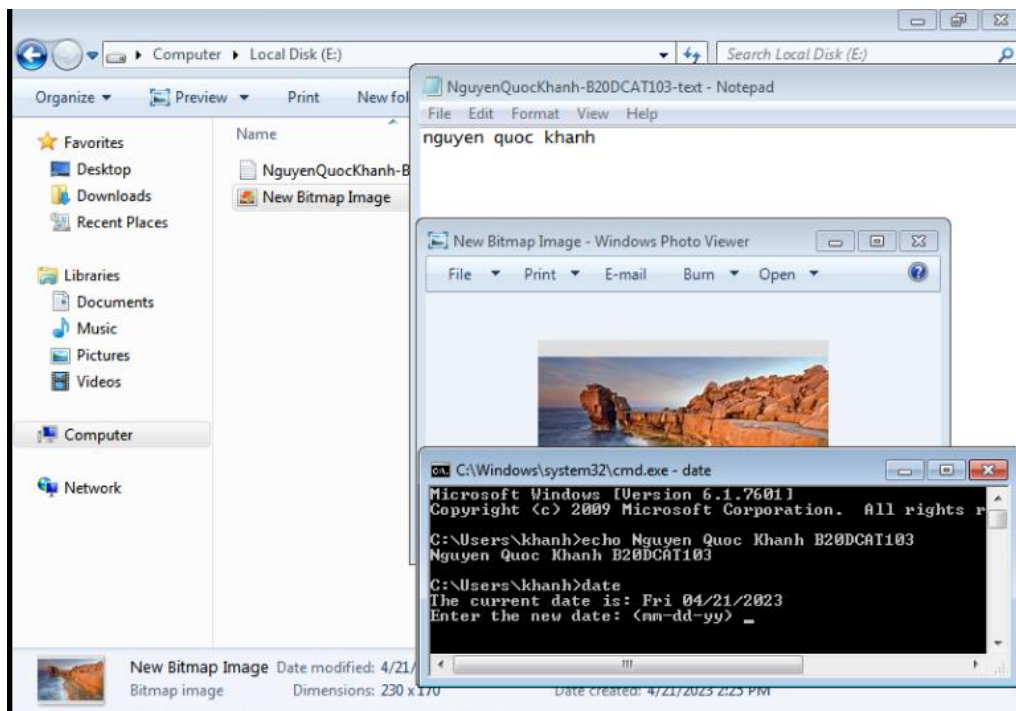 Computer Local Disk (E:)
Search Local Disk (E:)
Organize Preview Print New fol
Favorites
Desktop
Downloads
Recent Places
Libraries
Documents
Music
Pictures
Videos
Computer
Network
Name
NguyenQuocKhanh-B
New Bitmap Image
NguyenQuocKhanh-B20DCAT103-text - Notepad
File Edit Format View Help
nguyen quoc khanh
New Bitmap Image - Windows Photo Viewer
File Print E-mail Burn Open
C:\Windows\system32\cmd.exe - date
Microsoft Windows [Version 6.1.7601]
Copyright (c) 2009 Microsoft Corporation. All rights r
C:\Users\khanh>echo Nguyen Quoc Khanh B20DCAT103
Nguyen Quoc Khanh B20DCAT103
C:\Users\khanh>date
The current date is: Fri 04/21/2023
Enter the new date: (mm-dd-yy) _
New Bitmap Image Date modified: 4/21/
Bitmap image Dimensions: 230 x 170 Date created: 4/21/2023 2:25 PM